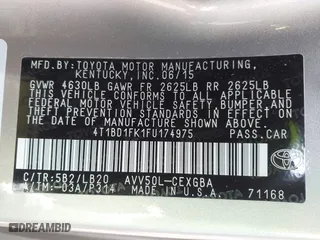 MFD. BY:TOYOTA MOTOR MANUFACTURING,
KENTUCKY, INC. 06/15
GVWR 4630LB GAWR FR 2625LB RR 2625LB
THIS VEHICLE CONFORMS TO ALL APPLICABLE
FEDERAL MOTOR VEHICLE SAFETY, BUMPER, AND
THEFT PREVENTION STANDARDS IN EFFECT ON
THE DATE OF MANUFACTURE SHOWN ABOVE.
4T1BD1FK1FU174975 PASS.CAR
C/TR:5B2/LB20 AVV50L-CEXGBA
A/TM:-03A/P314 MADE IN U.S.A. 71168
DREAMBID